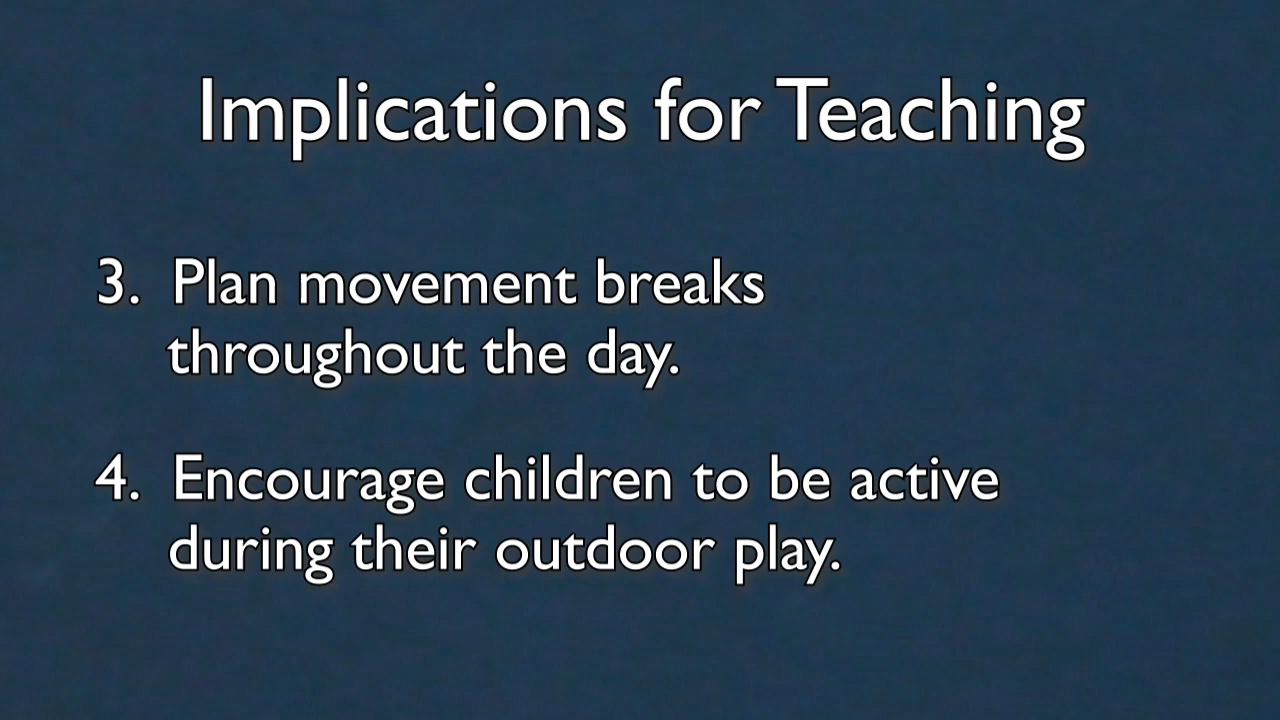 Implications for Teaching
3. Plan movement breaks
throughout the day.
4. Encourage children to be active
during their outdoor play.